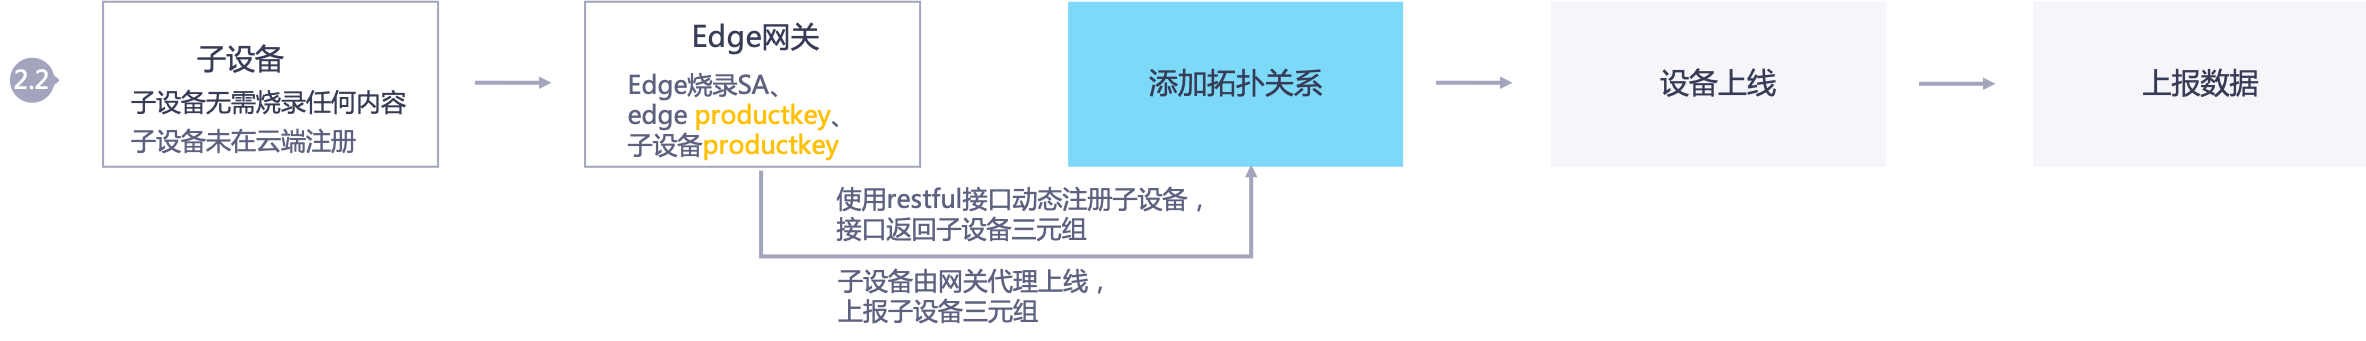 2.2
子设备
子设备无需烧录任何内容
子设备未在云端注册
Edge网关
Edge烧录SA、
edge productkey、
子设备productkey
添加拓扑关系
设备上线
上报数据
使用restful接口动态注册子设备，
接口返回子设备三元组
子设备由网关代理上线，
上报子设备三元组